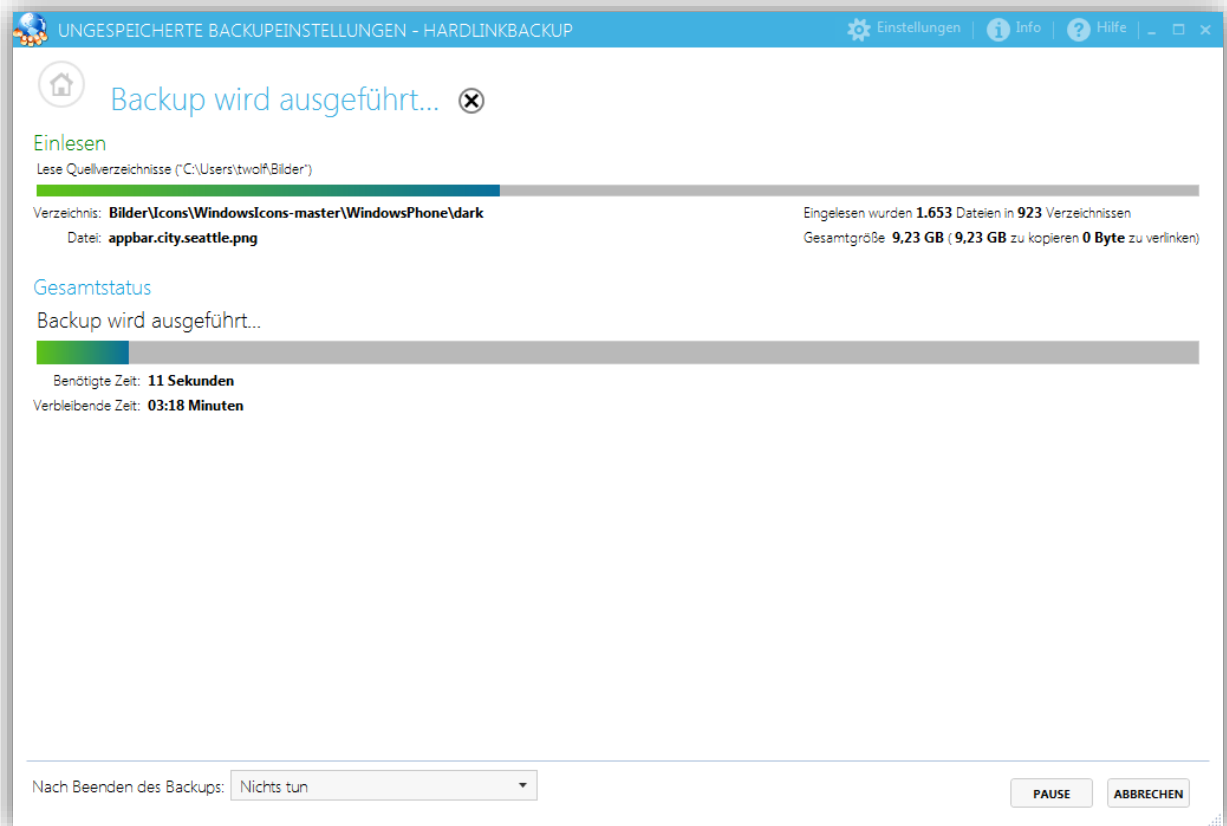 UNGESPEICHERTE BACKUPEINSTELLUNGEN - HARDLINKBACKUP
Einstellungen | Info | Hilfe
Backup wird ausgeführt...
Einlesen
Lese Quellverzeichnisse ("C:\Users\twolf\Bilder")
Verzeichnis: Bilder\Icons\WindowsIcons-master\WindowsPhone\dark
Eingelesen wurden 1.653 Dateien in 923 Verzeichnissen
Datei: appbar.city.seattle.png
Gesamtgröße 9,23 GB ( 9,23 GB zu kopieren 0 Byte zu verlinken)
Gesamtstatus
Backup wird ausgeführt...
Benötigte Zeit: 11 Sekunden
Verbleibende Zeit: 03:18 Minuten
Nach Beenden des Backups: Nichts tun
PAUSE
ABBRECHEN